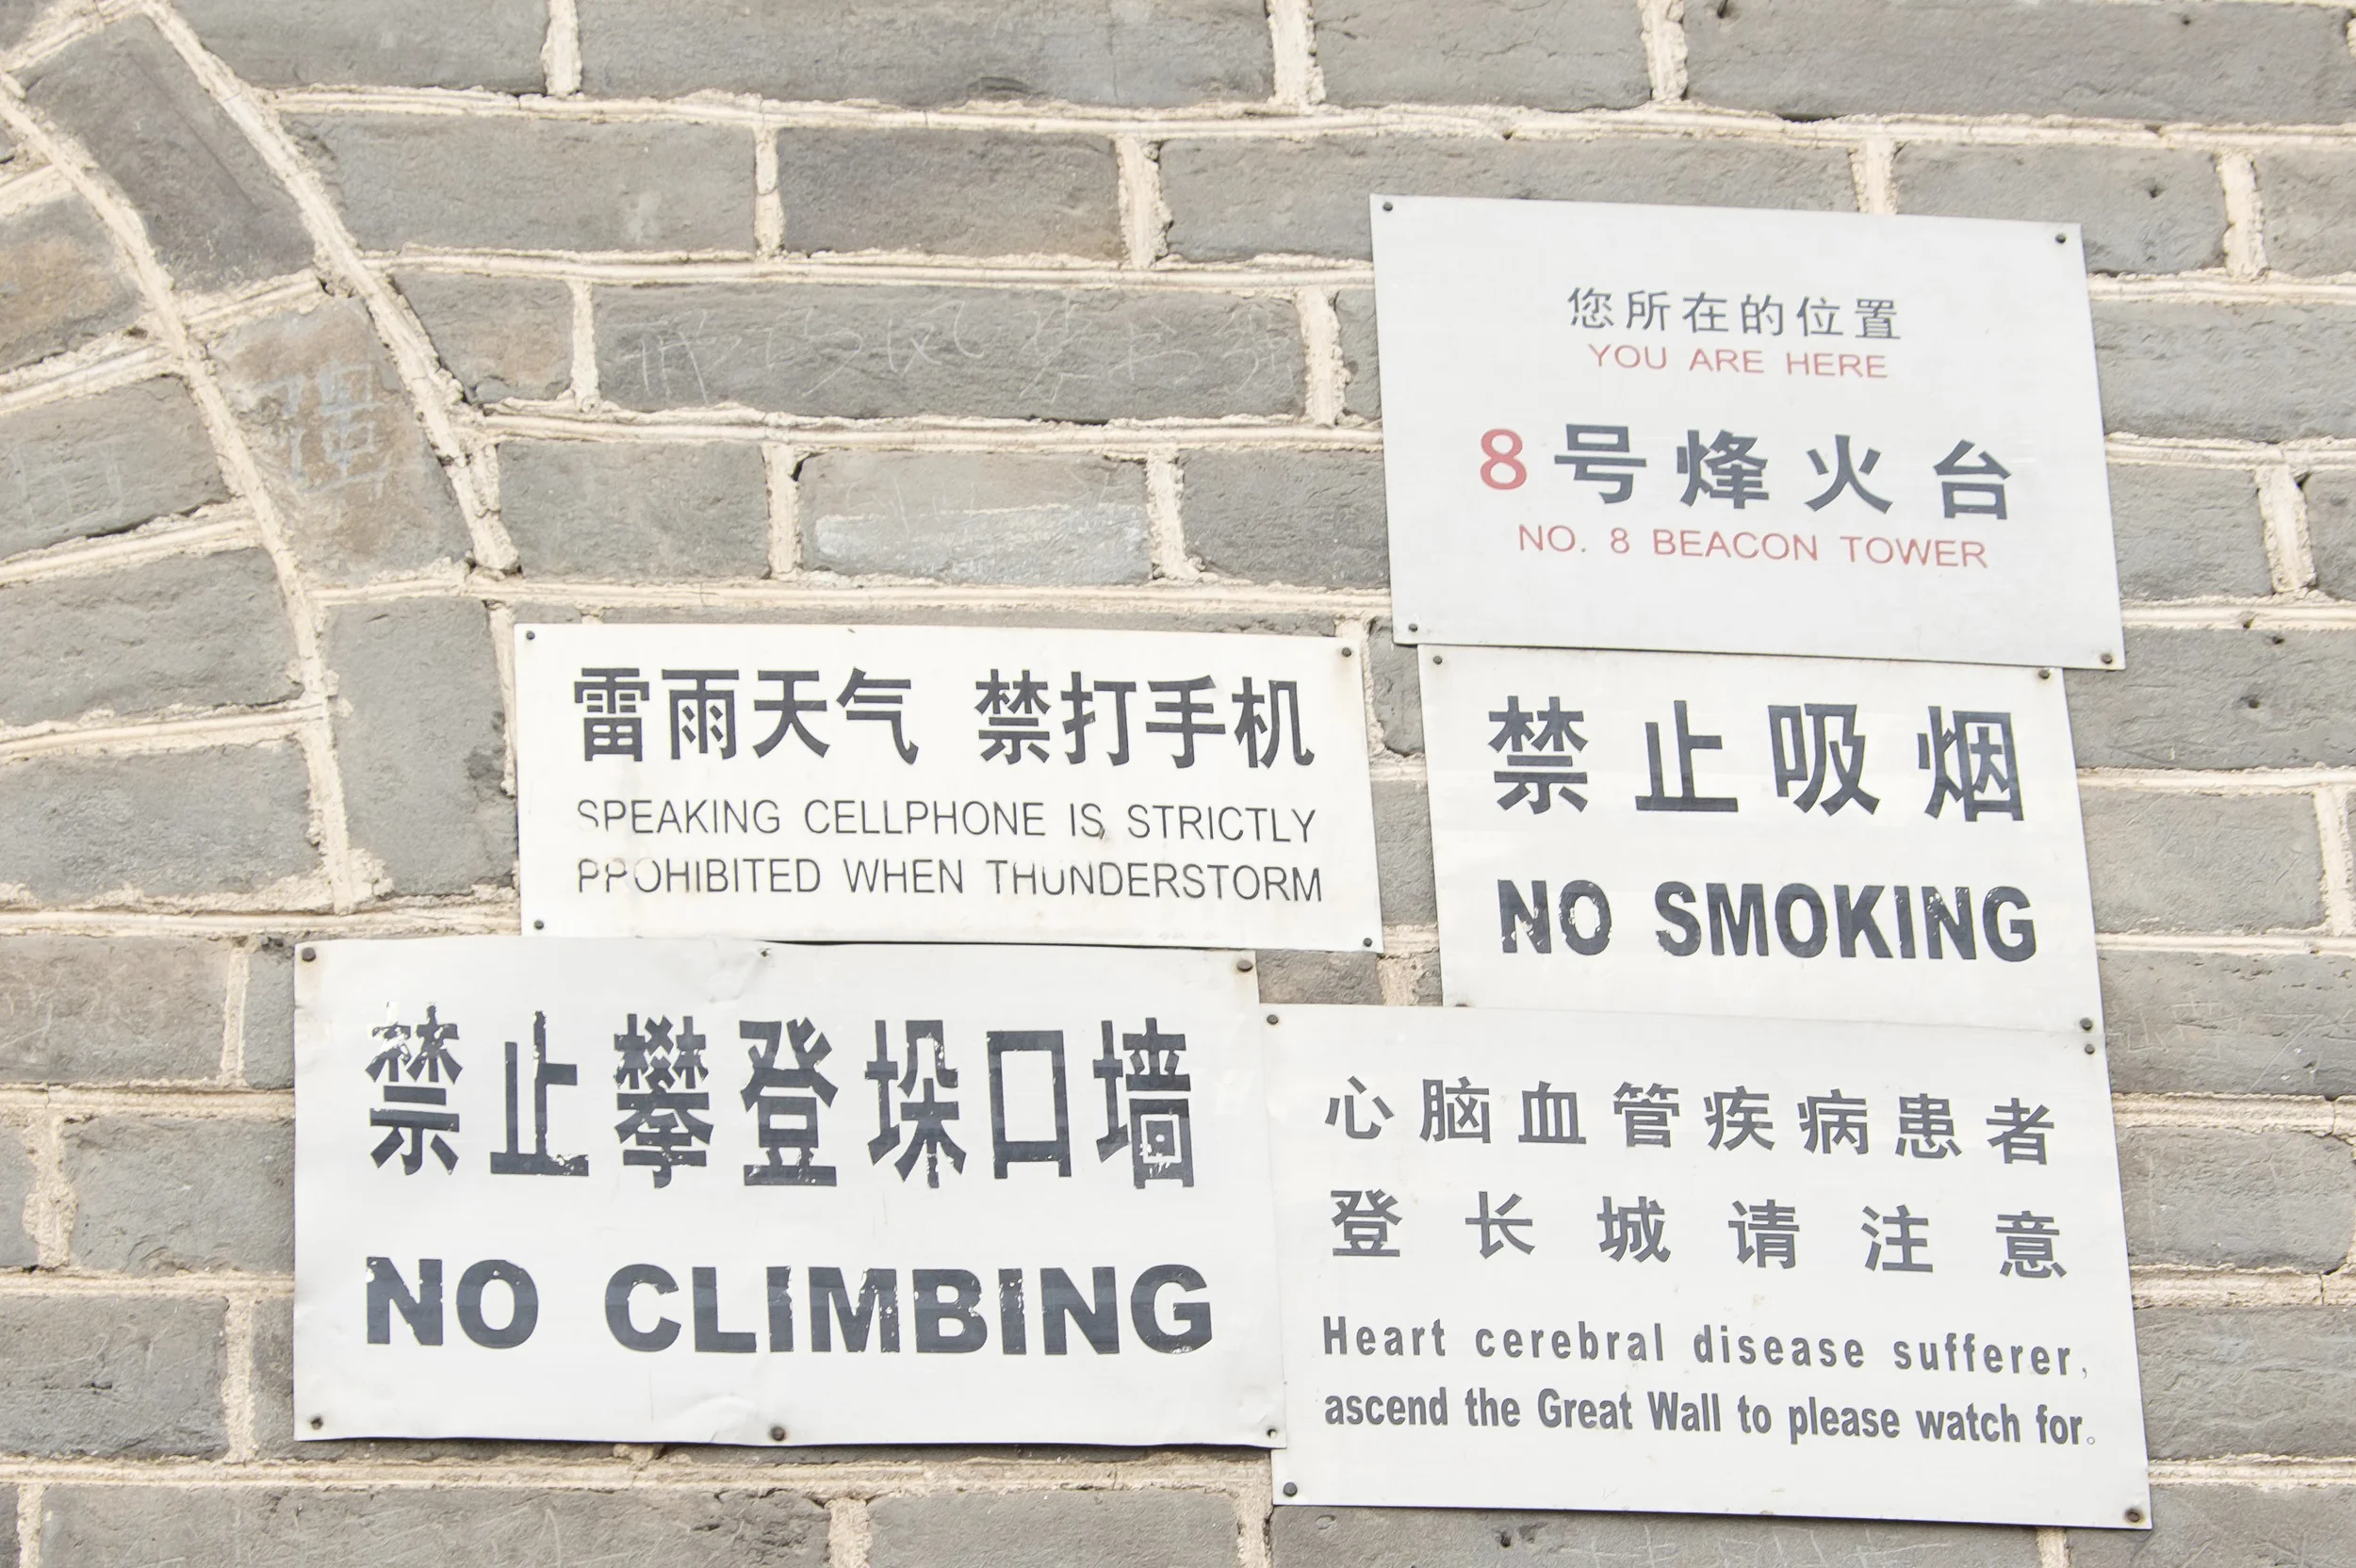 您所在的位置
YOU ARE HERE
8号烽火台
NO. 8 BEACON TOWER
雷雨天气 禁打手机
SPEAKING CELLPHONE IS STRICTLY
PROHIBITED WHEN THUNDERSTORM
禁止吸烟
NO SMOKING
禁止攀登垛口墙
NO CLIMBING
心脑血管疾病患者
登长城请注意
Heart cerebral disease sufferer,
ascend the Great Wall to please watch for。